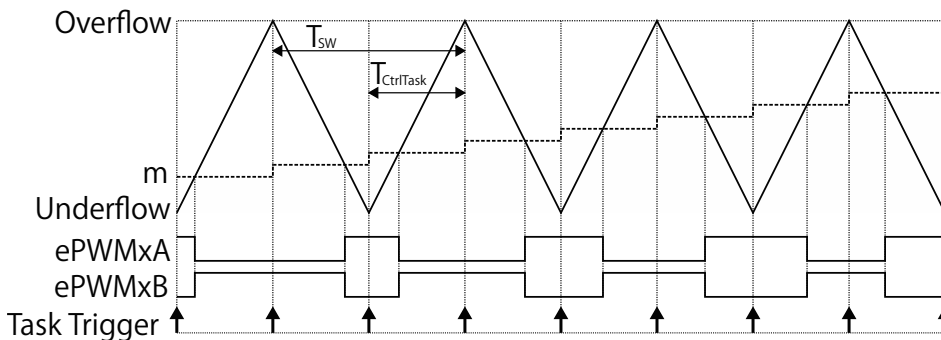 Overflow
T_SW
T_CtrlTask
m
Underflow
ePWMxA
ePWMxB
Task Trigger